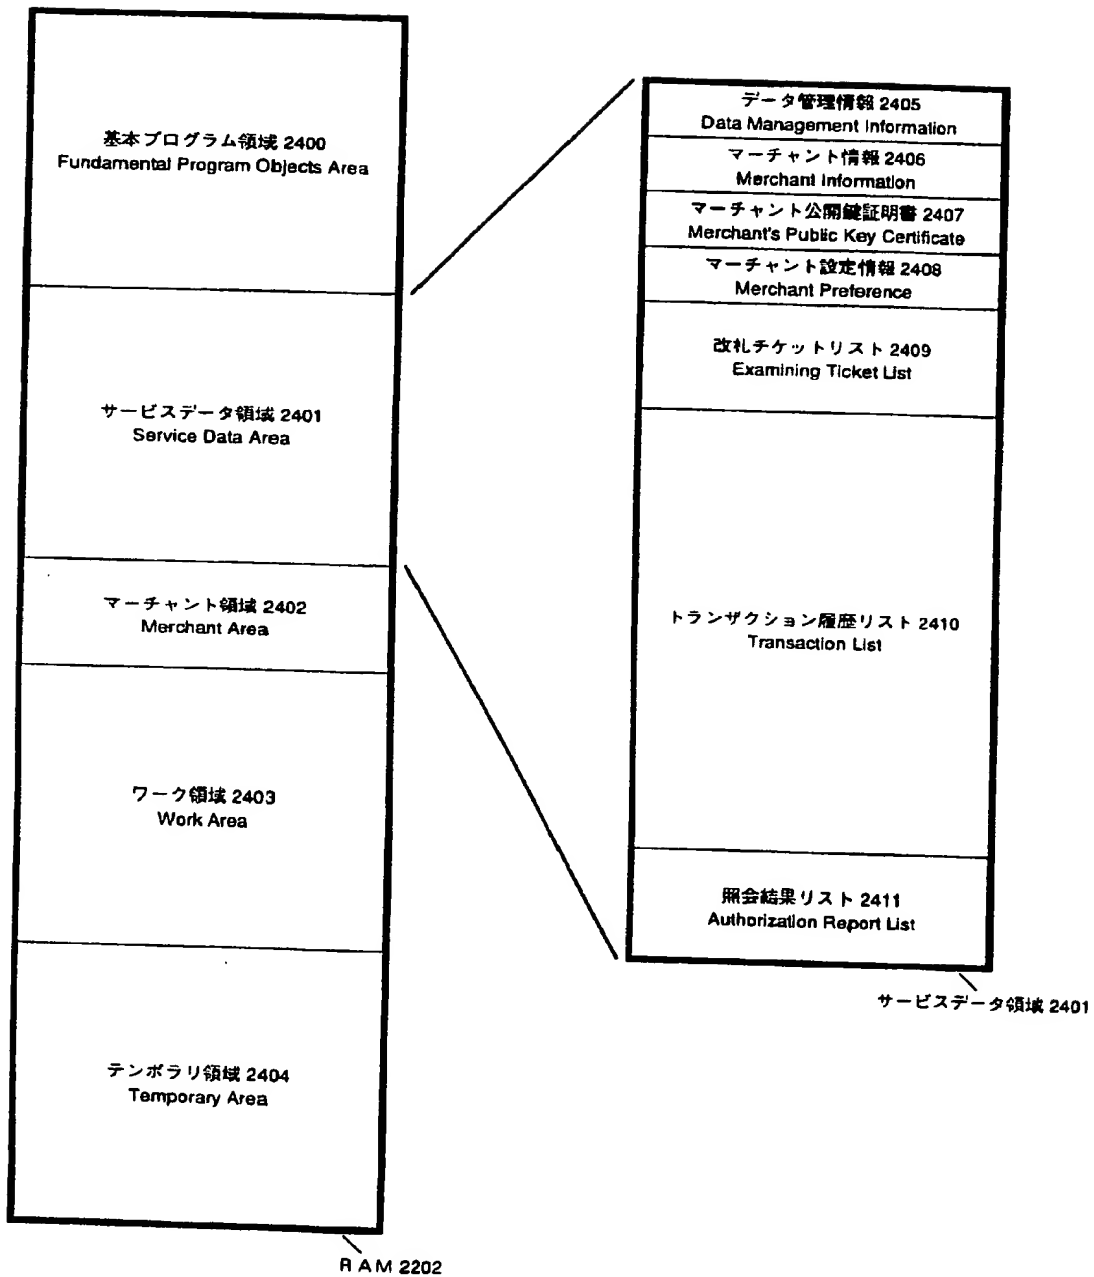 基本プログラム領域 2400
Fundamental Program Objects Area
サービスデータ領域 2401
Service Data Area
マーチャント領域 2402
Merchant Area
ワーク領域 2403
Work Area
テンポラリ領域 2404
Temporary Area
RAM 2202
データ管理情報 2405
Data Management Information
マーチャント情報 2406
Merchant Information
マーチャント公開鍵証明書 2407
Merchant's Public Key Certificate
マーチャント設定情報 2408
Merchant Preference
改札チケットリスト 2409
Examining Ticket List
トランザクション履歴リスト 2410
Transaction List
照会結果リスト 2411
Authorization Report List
サービスデータ領域 2401